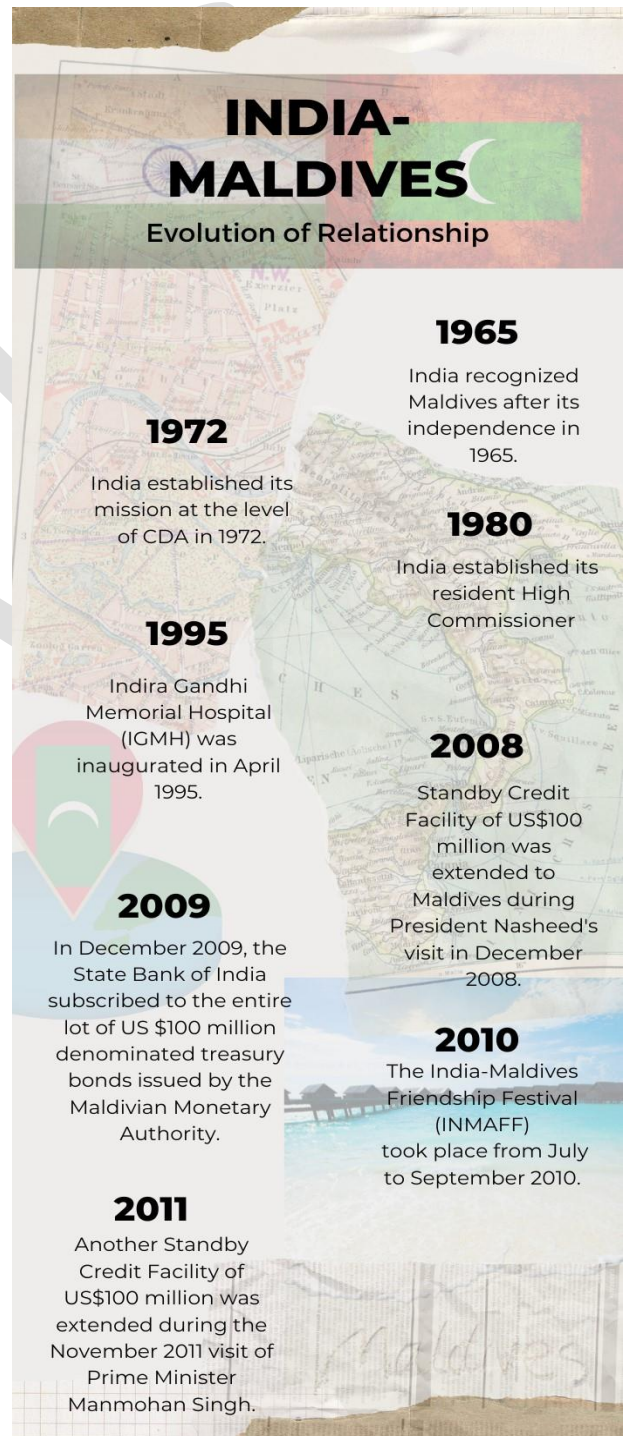 INDIA-
MALDIVES
Evolution of Relationship
1965
India recognized
Maldives after its
independence in
1965.
1972
India established its
mission at the level
of CDA in 1972.
1980
India established its
resident High
Commissioner
1995
Indira Gandhi
Memorial Hospital
(IGMH) was
inaugurated in April
1995.
2008
Standby Credit
Facility of US$100
million was
extended to
Maldives during
President Nasheed's
visit in December
2008.
2009
In December 2009, the
State Bank of India
subscribed to the entire
lot of US $100 million
denominated treasury
bonds issued by the
Maldivian Monetary
Authority.
2010
The India-Maldives
Friendship Festival
(INMAFF)
took place from July
to September 2010.
2011
Another Standby
Credit Facility of
US$100 million was
extended during the
November 2011 visit of
Prime Minister
Manmohan Singh.
Maldives